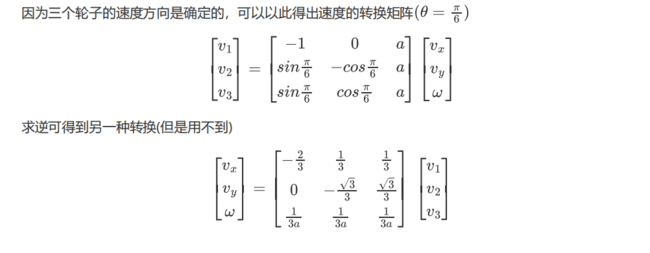 因为三个轮子的速度方向是确定的，可以以此得出速度的转换矩阵($\theta = \frac{\pi}{6}$)
$\begin{bmatrix} v_1 \\ v_2 \\ v_3 \end{bmatrix} = \begin{bmatrix} -1 & 0 & a \\ sin\frac{\pi}{6} & -cos\frac{\pi}{6} & a \\ sin\frac{\pi}{6} & cos\frac{\pi}{6} & a \end{bmatrix} \begin{bmatrix} v_x \\ v_y \\ \omega \end{bmatrix}$
求逆可得到另一种转换(但是用不到)
$\begin{bmatrix} v_x \\ v_y \\ \omega \end{bmatrix} = \begin{bmatrix} -\frac{2}{3} & \frac{1}{3} & \frac{1}{3} \\ 0 & -\frac{\sqrt{3}}{3} & \frac{\sqrt{3}}{3} \\ \frac{1}{3a} & \frac{1}{3a} & \frac{1}{3a} \end{bmatrix} \begin{bmatrix} v_1 \\ v_2 \\ v_3 \end{bmatrix}$